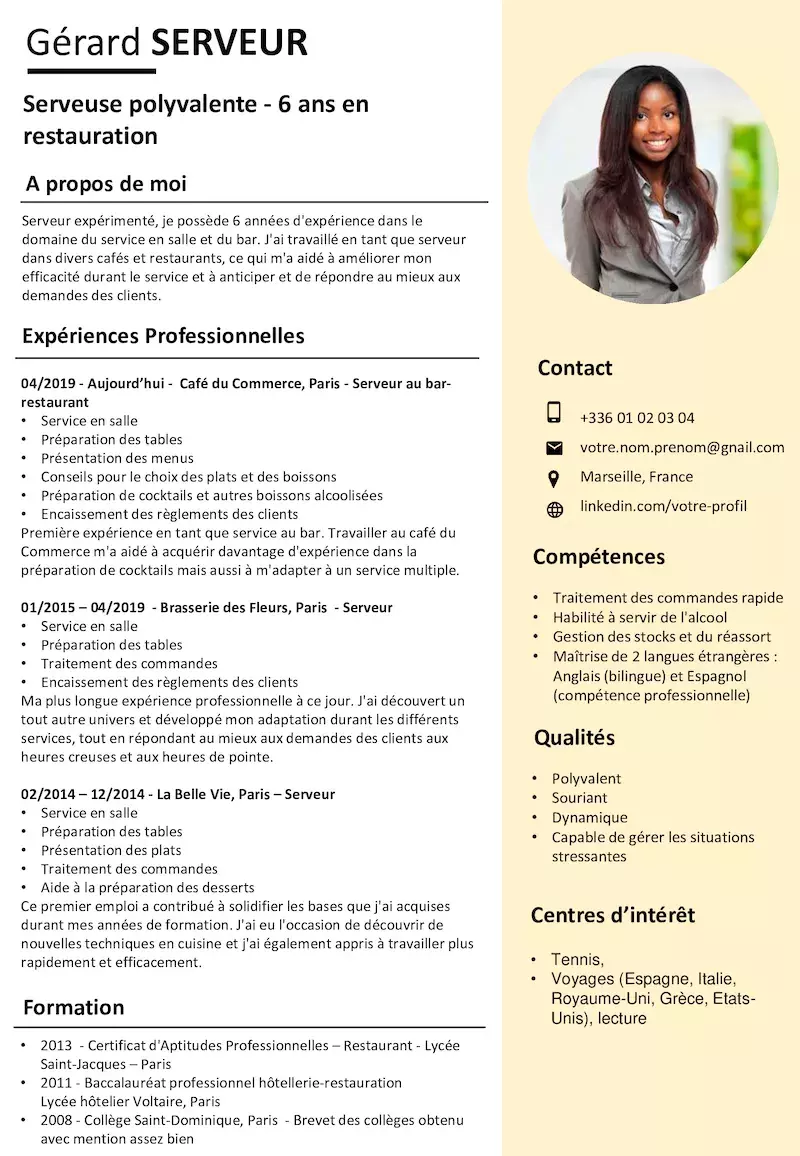 Gérard SERVEUR
Serveuse polyvalente - 6 ans en
restauration
A propos de moi
Serveur expérimenté, je possède 6 années d'expérience dans le
domaine du service en salle et du bar. J'ai travaillé en tant que serveur
dans divers cafés et restaurants, ce qui m'a aidé à améliorer mon
efficacité durant le service et à anticiper et de répondre au mieux aux
demandes des clients.
Expériences Professionnelles
04/2019 - Aujourd’hui - Café du Commerce, Paris - Serveur au bar-
restaurant
• Service en salle
• Préparation des tables
• Présentation des menus
• Conseils pour le choix des plats et des boissons
• Préparation de cocktails et autres boissons alcoolisées
• Encaissement des règlements des clients
Première expérience en tant que service au bar. Travailler au café du
Commerce m'a aidé à acquérir davantage d'expérience dans la
préparation de cocktails mais aussi à m'adapter à un service multiple.
01/2015 – 04/2019 - Brasserie des Fleurs, Paris - Serveur
• Service en salle
• Préparation des tables
• Traitement des commandes
• Encaissement des règlements des clients
Ma plus longue expérience professionnelle à ce jour. J'ai découvert un
tout autre univers et développé mon adaptation durant les différents
services, tout en répondant au mieux aux demandes des clients aux
heures creuses et aux heures de pointe.
02/2014 – 12/2014 - La Belle Vie, Paris – Serveur
• Service en salle
• Préparation des tables
• Présentation des plats
• Traitement des commandes
• Aide à la préparation des desserts
Ce premier emploi a contribué à solidifier les bases que j'ai acquises
durant mes années de formation. J'ai eu l'occasion de découvrir de
nouvelles techniques en cuisine et j'ai également appris à travailler plus
rapidement et efficacement.
Formation
• 2013 - Certificat d'Aptitudes Professionnelles – Restaurant - Lycée
Saint-Jacques – Paris
• 2011 - Baccalauréat professionnel hôtellerie-restauration
Lycée hôtelier Voltaire, Paris
• 2008 - Collège Saint-Dominique, Paris - Brevet des collèges obtenu
avec mention assez bien
Contact
+336 01 02 03 04
votre.nom.prenom@gnail.com
Marseille, France
linkedin.com/votre-profil
Compétences
• Traitement des commandes rapide
• Habilité à servir de l'alcool
• Gestion des stocks et du réassort
• Maîtrise de 2 langues étrangères :
Anglais (bilingue) et Espagnol
(compétence professionnelle)
Qualités
• Polyvalent
• Souriant
• Dynamique
• Capable de gérer les situations
stressantes
Centres d’intérêt
• Tennis,
• Voyages (Espagne, Italie,
Royaume-Uni, Grèce, Etats-
Unis), lecture